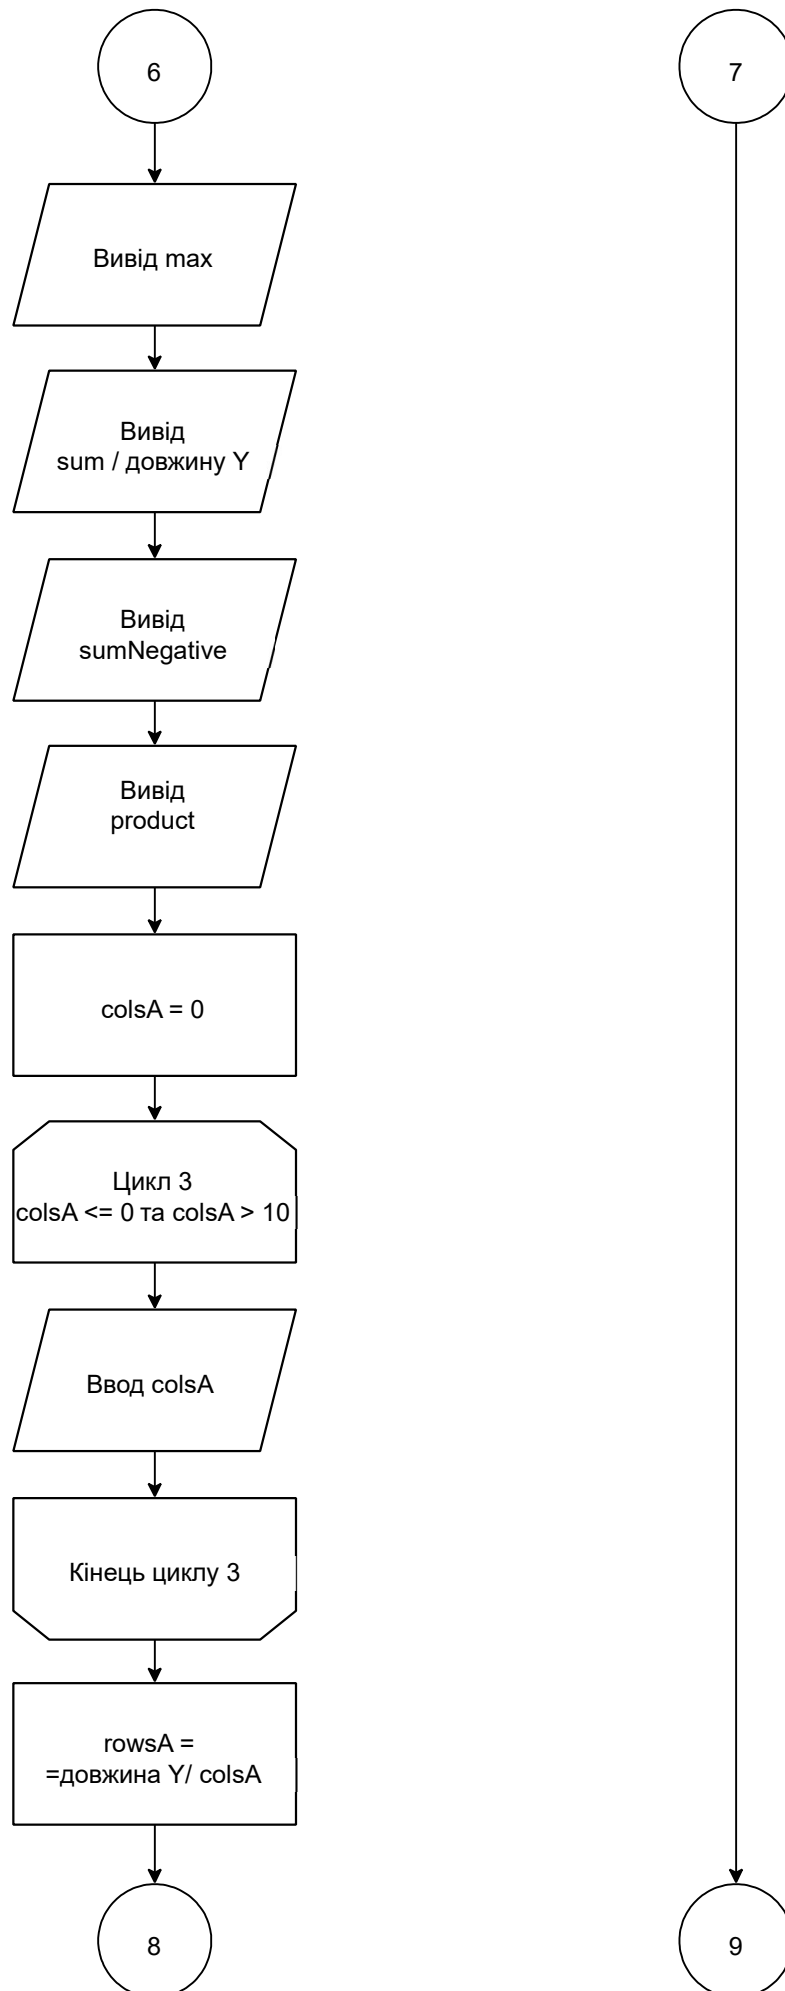 6
7
Вивід max
Вивід
sum / довжину Y
Вивід
sumNegative
Вивід
product
colsA = 0
Цикл 3
colsA <= 0 та colsA > 10
Ввод colsA
Кінець циклу 3
rowsA =
=довжина Y/ colsA
8
9